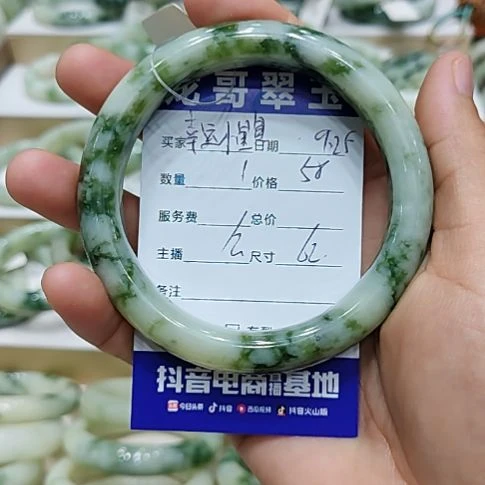 龙哥翠玉
买家 日期 9.25
数量 1 价格 58
服务费 总价
主播 尺寸 62
备注
抖音电商直播基地
今日头条 抖音 西瓜视频 抖音火山版